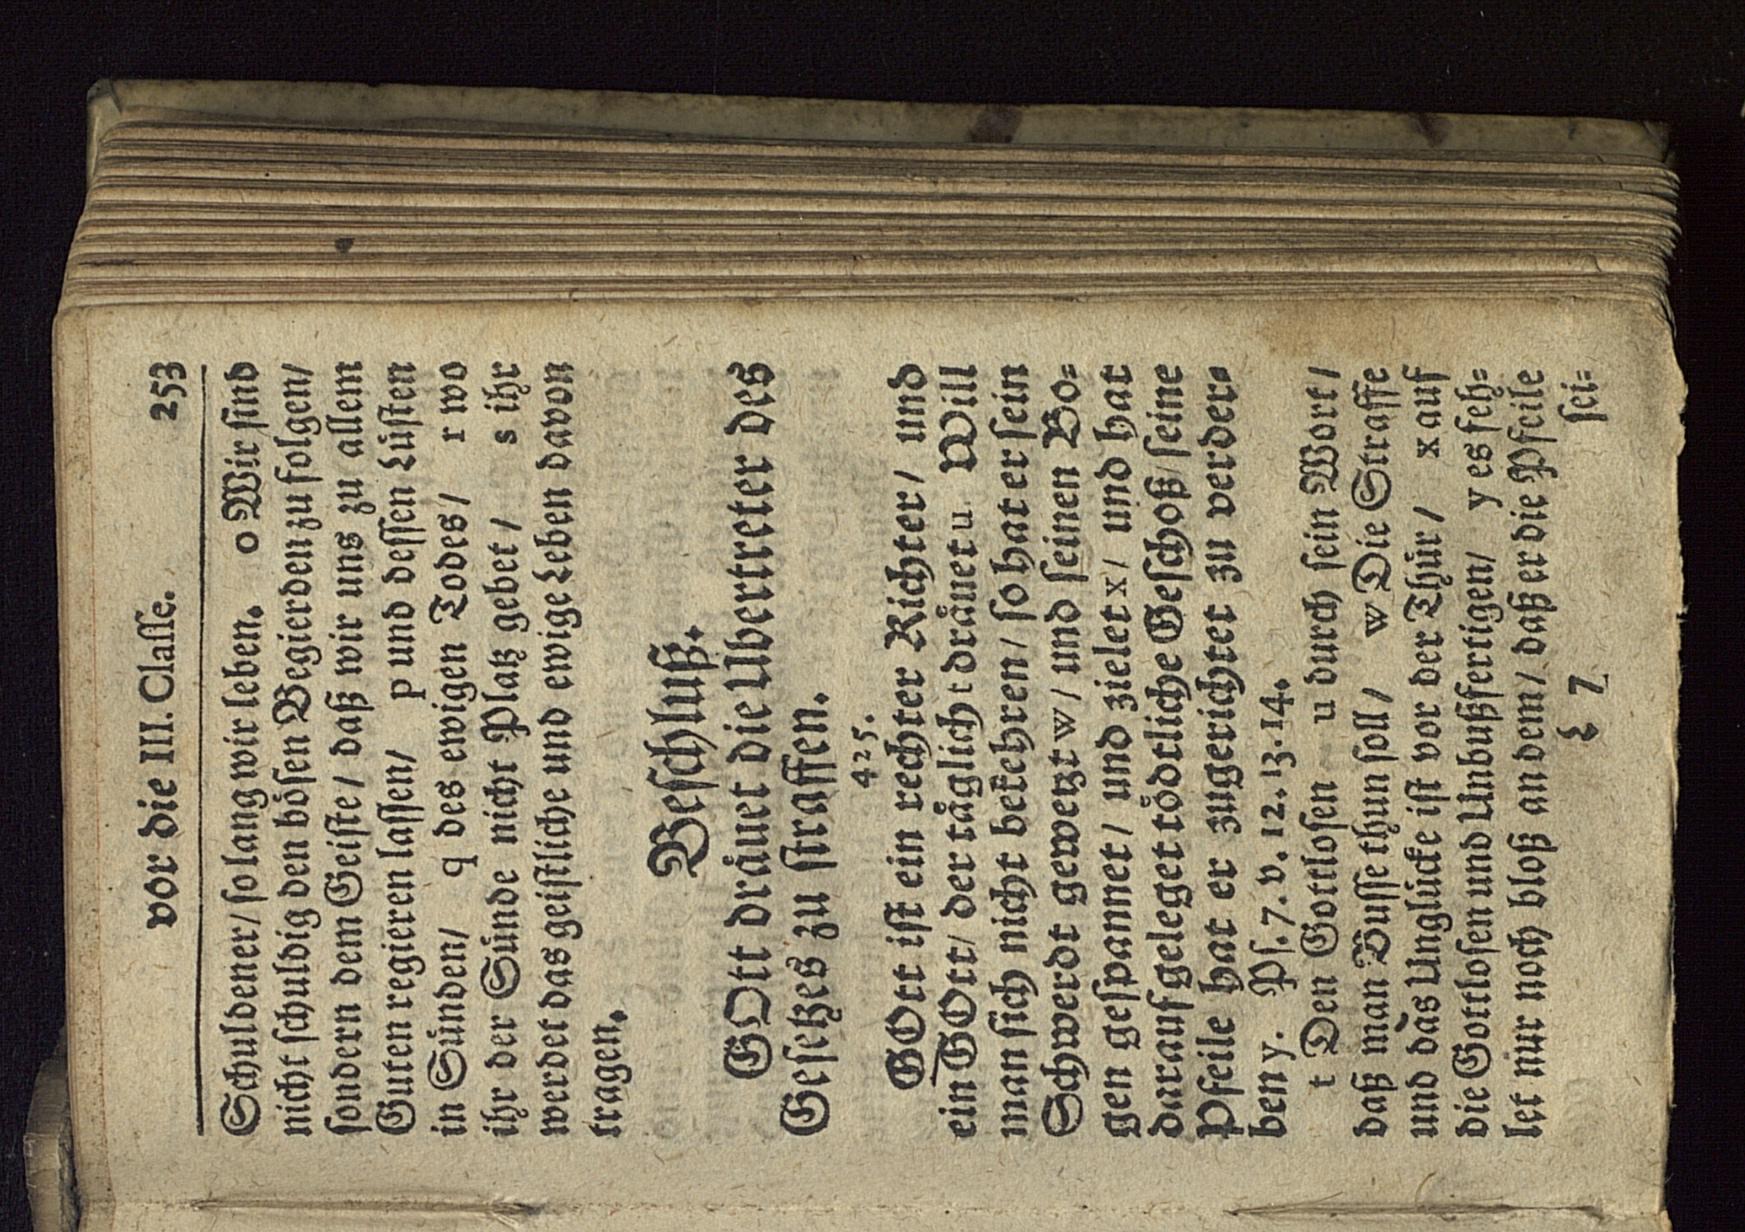 vor die III. Claſſe. 253
Schuldener/ ſo lang wir leben. o Wir ſind
nicht ſchuldig den böſen Begierden zu folgen/
ſondern dem Geiſte/ daß wir uns zu allem
Guten regieren laſſen/ p und deſſen Lüſten
in Sünden/ q des ewigen Todes/ r wo
ihr der Sünde nicht Platz gebet/ s ihr
werdet das geiſtliche und ewige Leben davon
tragen.
Beſchluß.
GOtt dräuet die Ubertreter des
Geſetzes zu ſtraffen.
425.
GOtt iſt ein rechter Richter/ und
ein GOtt/ der täglich t dräuet u. Will
man ſich nicht bekehren/ ſo hat er ſein
Schwerdt gewetzt w/ und ſeinen Bo-
gen geſpannet/ und zielet x/ und hat
darauf geleget tödtliche Geſchoß/ ſeine
Pfeile hat er zugerichtet zu verder-
ben y. Pſ. 7. v. 12. 13. 14.
t Den Gottloſen u durch ſein Wort/
daß man Buſſe thun ſoll/ w Die Straffe
und das Unglücke iſt vor der Thür/ x auf
die Gottloſen und Unbußfertigen/ y es feh-
let nur noch bloß an dem/ daß er die Pfeile
L 7 ſei-